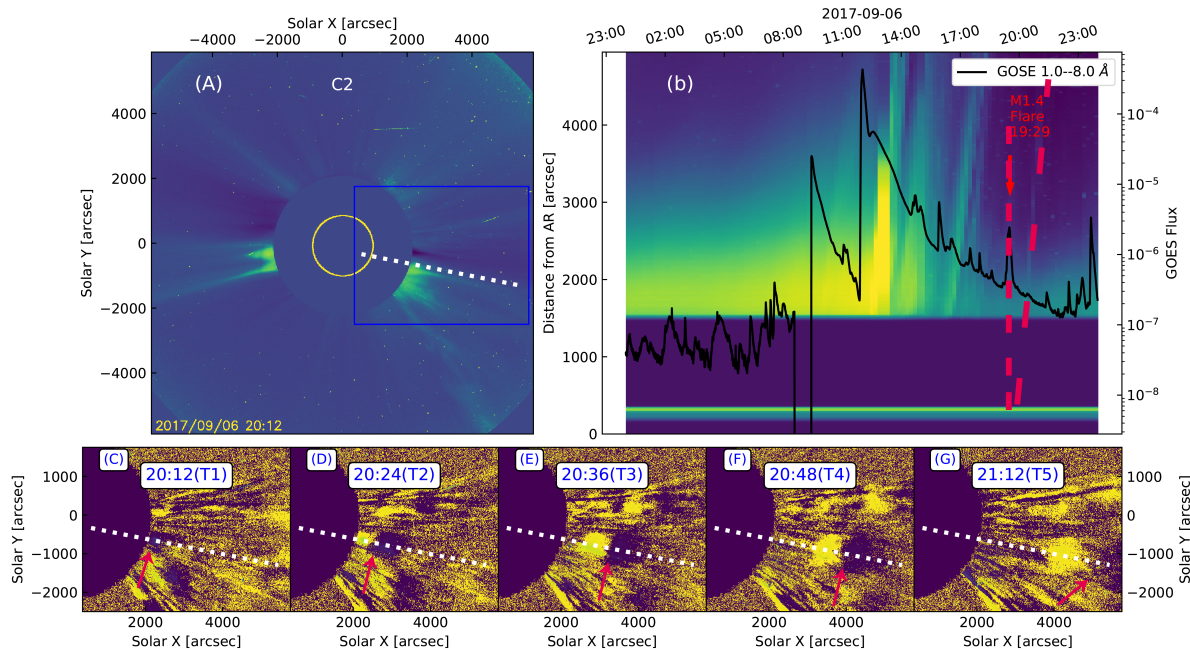 Solar X [arcsec]
−4000 −2000 0 2000 4000
(A)
C2
4000
2000
0
−2000
−4000
Solar Y [arcsec]
2017/09/06 20:12
2017-09-06
23:00 02:00 05:00 08:00 11:00 14:00 17:00 20:00 23:00
(b)
GOSE 1.0--8.0 Å
M1.4
Flare
19:29
4000
3000
2000
1000
0
Distance from AR [arcsec]
10⁻⁴
10⁻⁵
10⁻⁶
10⁻⁷
10⁻⁸
GOES Flux
(C)
20:12(T1)
(D)
20:24(T2)
(E)
20:36(T3)
(F)
20:48(T4)
(G)
21:12(T5)
1000
0
−1000
−2000
Solar Y [arcsec]
1000
0
−1000
−2000
Solar Y [arcsec]
2000 4000 2000 4000 2000 4000 2000 4000 2000 4000
Solar X [arcsec] Solar X [arcsec] Solar X [arcsec] Solar X [arcsec] Solar X [arcsec]